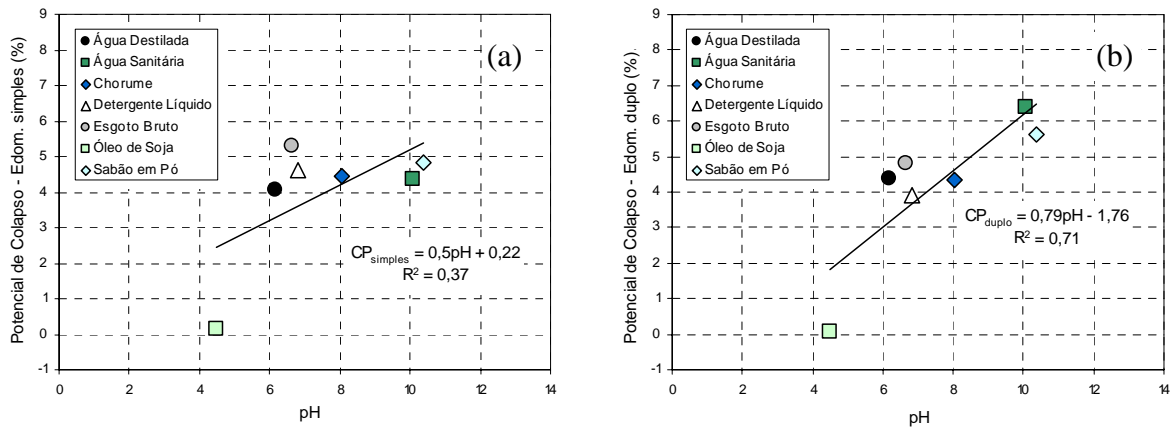 Potencial de Colapso - Edom. simples (%)
9
8
7
6
5
4
3
2
1
0
-1
Água Destilada
Água Sanitária
Chorume
Detergente Líquido
Esgoto Bruto
Óleo de Soja
Sabão em Pó
(a)
CPsimples = 0,5pH + 0,22
R² = 0,37
0 2 4 6 8 10 12 14
pH
Potencial de Colapso - Edom. duplo (%).
9
8
7
6
5
4
3
2
1
0
-1
Água Destilada
Água Sanitária
Chorume
Detergente Líquido
Esgoto Bruto
Óleo de Soja
Sabão em Pó
(b)
CPduplo = 0,79pH - 1,76
R² = 0,71
0 2 4 6 8 10 12 14
pH